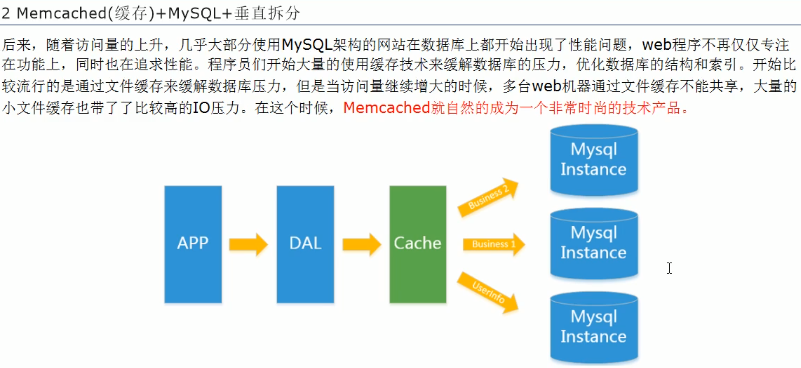 2 Memcached(缓存)+MySQL+垂直拆分
后来，随着访问量的上升，几乎大部分使用MySQL架构的网站在数据库上都开始出现了性能问题，web程序不再仅仅专注
在功能上，同时也在追求性能。程序员们开始大量的使用缓存技术来缓解数据库的压力，优化数据库的结构和索引。开始比
较流行的是通过文件缓存来缓解数据库压力，但是当访问量继续增大的时候，多台web机器通过文件缓存不能共享，大量的
小文件缓存也带了了比较高的IO压力。在这个时候，Memcached就自然的成为一个非常时尚的技术产品。
Mysql
Instance
Business 2
APP
DAL
Cache
Business 1
Mysql
Instance
UserInfo
Mysql
Instance